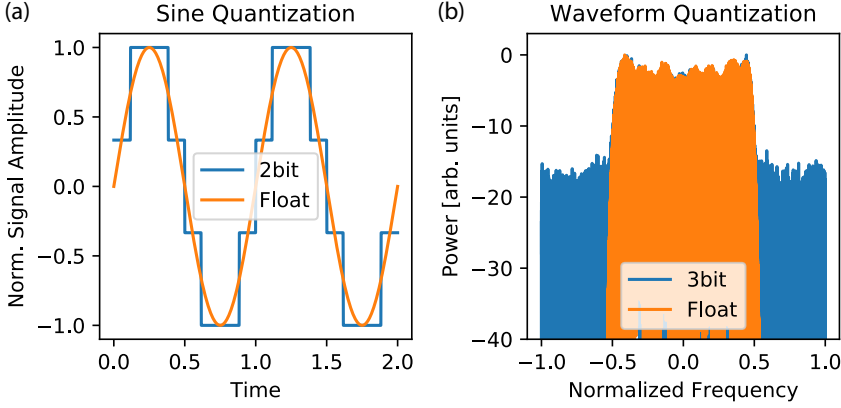 (a)
Sine Quantization
Norm. Signal Amplitude
1.0
0.5
0.0
−0.5
−1.0
2bit
Float
0.0 0.5 1.0 1.5 2.0
Time
(b)
Waveform Quantization
Power [arb. units]
0
−10
−20
−30
−40
3bit
Float
−1.0 −0.5 0.0 0.5 1.0
Normalized Frequency